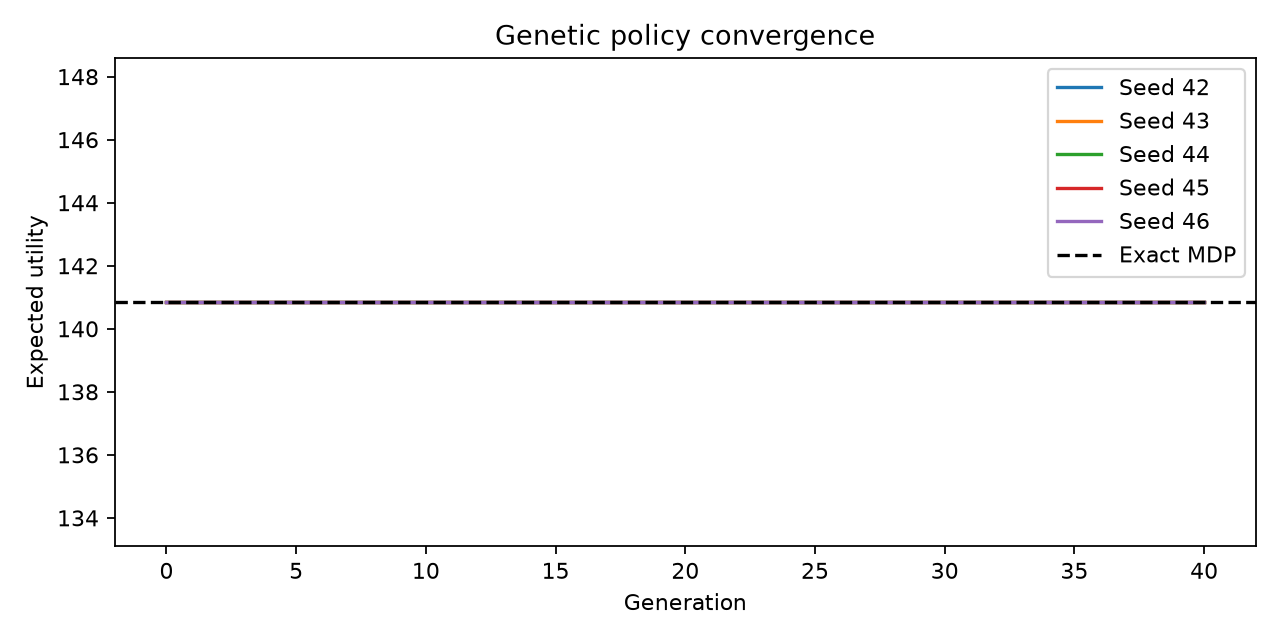 Genetic policy convergence
Expected utility
148
146
144
142
140
138
136
134
Seed 42
Seed 43
Seed 44
Seed 45
Seed 46
Exact MDP
0 5 10 15 20 25 30 35 40
Generation